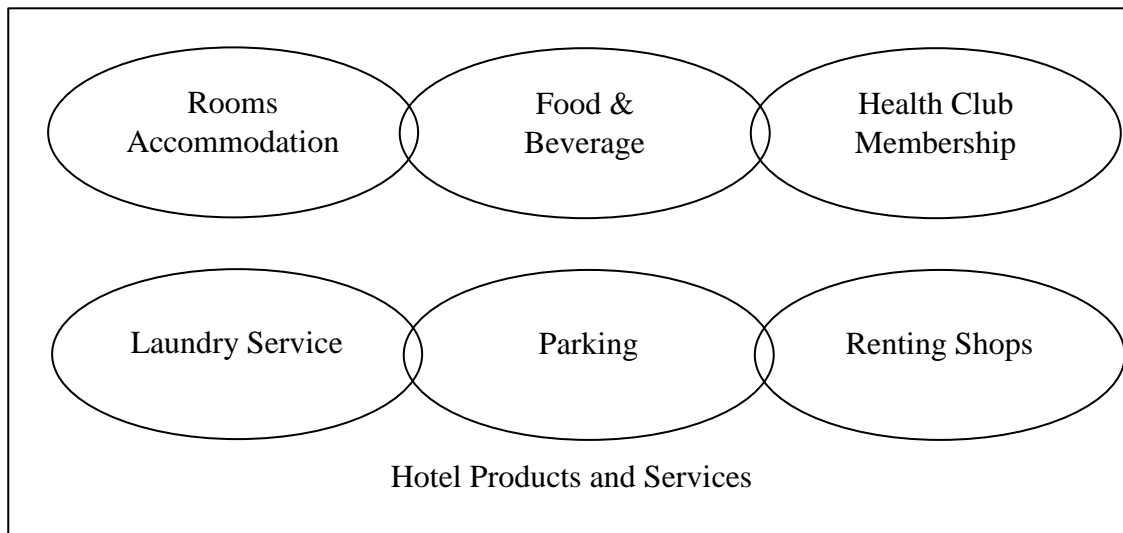 Rooms
Accommodation
Food &
Beverage
Health Club
Membership
Laundry Service
Parking
Renting Shops
Hotel Products and Services